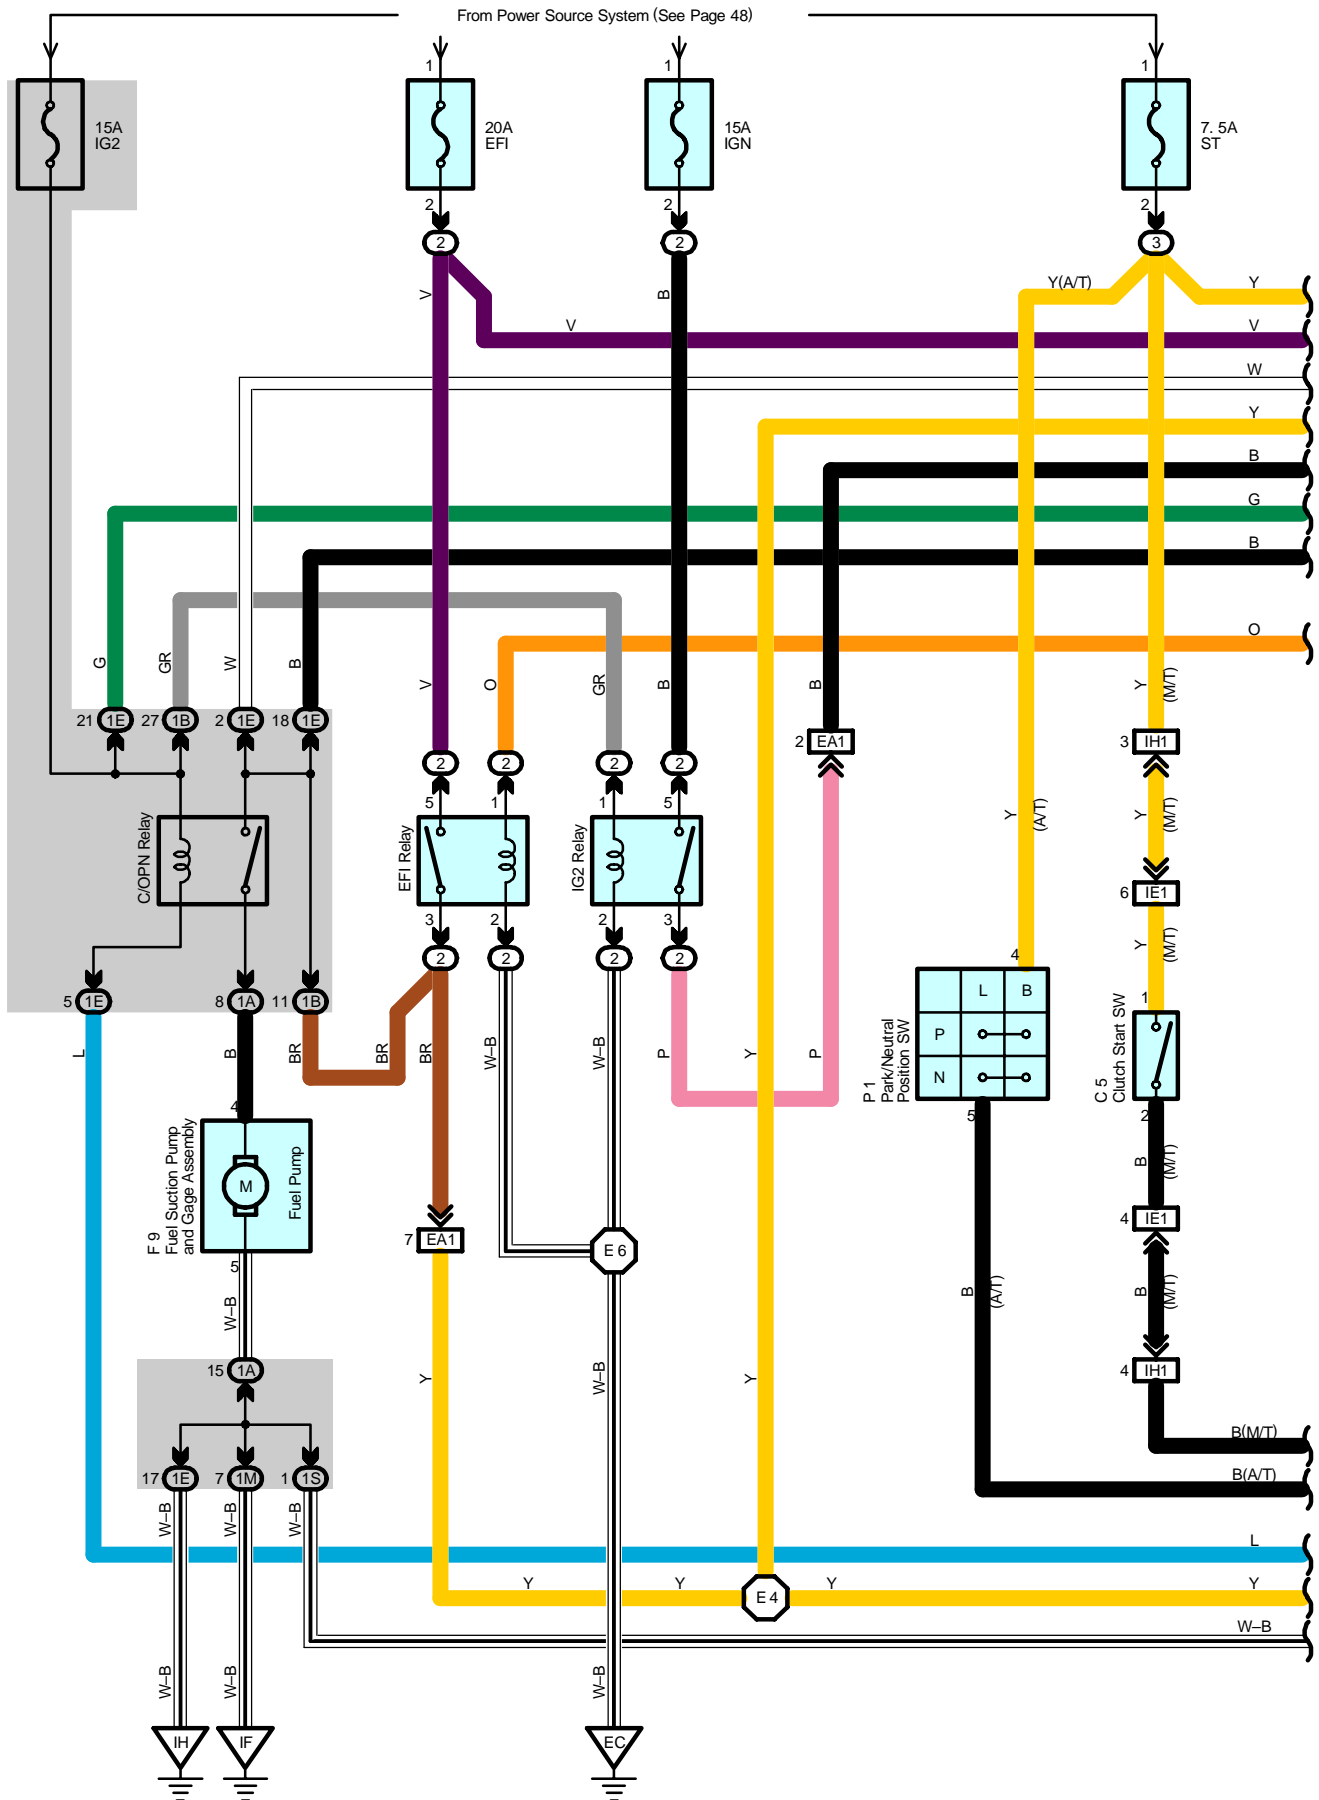 From Power Source System (See Page 48)
1
1
1
15A
IG2
20A
EFI
15A
IGN
7. 5A
ST
2
2
2
2
2
3
Y(A/T)
Y
V
B
V
V
W
Y
B
G
B
O
G
GR
W
B
V
O
GR
B
B
Y
(M/T)
21
1E
27
1B
2
1E
18
1E
2
EA1
3
IH1
2
2
2
2
5
1
1
5
C/OPN Relay
EFI Relay
IG2 Relay
Y
(A/T)
Y
(M/T)
6
IE1
3
2
2
3
2
2
2
2
Y
(M/T)
4
5
1E
8
1A
11
1B
L
B
1
P
N
P 1
Park/Neutral
Position SW
C 5
Clutch Start SW
L
B
BR
BR
BR
W–B
W–B
P
Y
P
4
5
2
F 9
Fuel Suction Pump
and Gage Assembly
M
Fuel Pump
B
(M/T)
7
EA1
E 6
4
IE1
5
W–B
B
(A/T)
B
(M/T)
15
1A
Y
W–B
Y
4
IH1
B(M/T)
17
1E
7
1M
1
1S
B(A/T)
W–B
W–B
W–B
L
Y
Y
Y
Y
E 4
W–B
W–B
W–B
W–B
IH
IF
EC